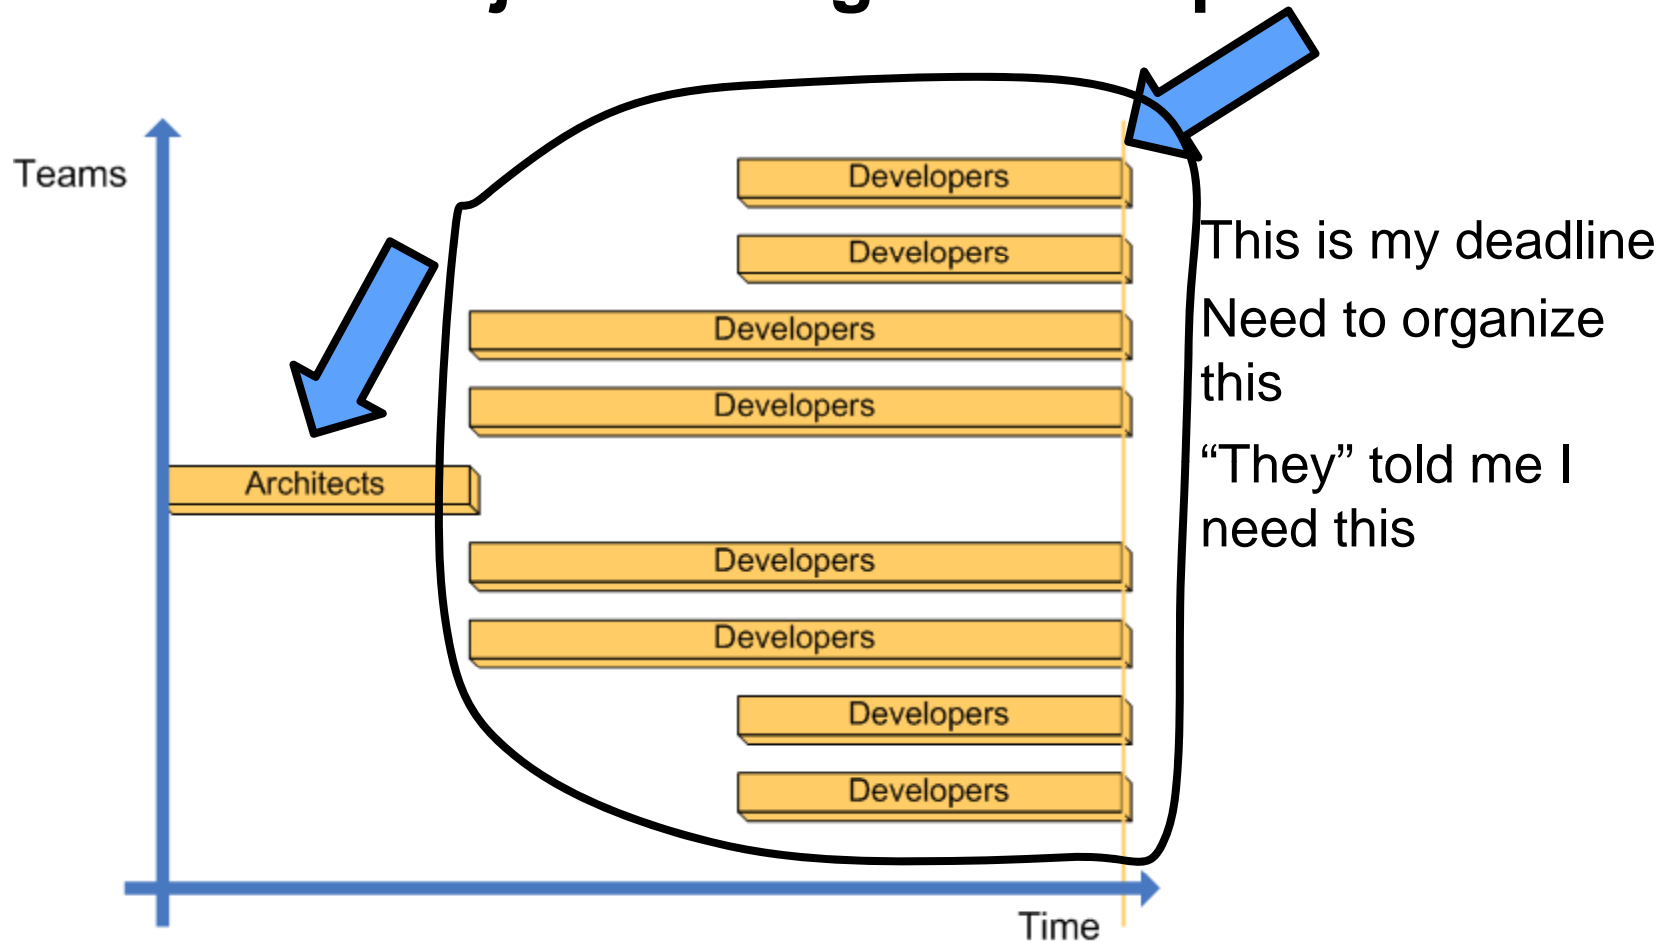 Teams
Developers
Developers
Developers
Developers
Architects
Developers
Developers
Developers
Developers
Time
This is my deadline
Need to organize
this
“They” told me I
need this